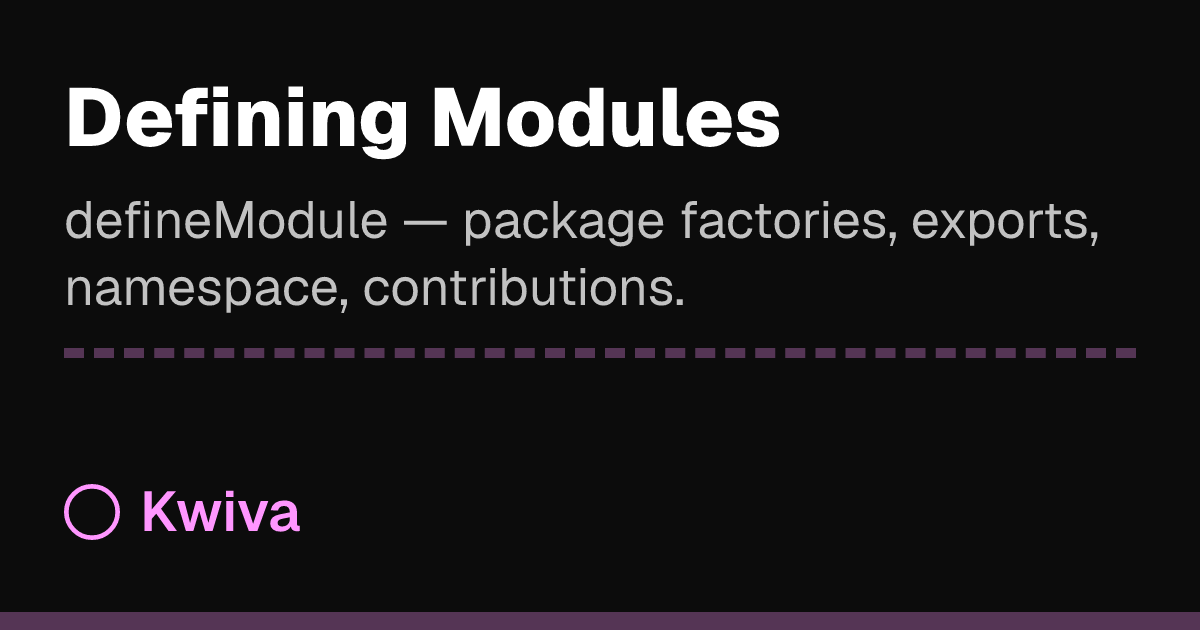 Defining Modules
defineModule — package factories, exports,
namespace, contributions.
Kwiva